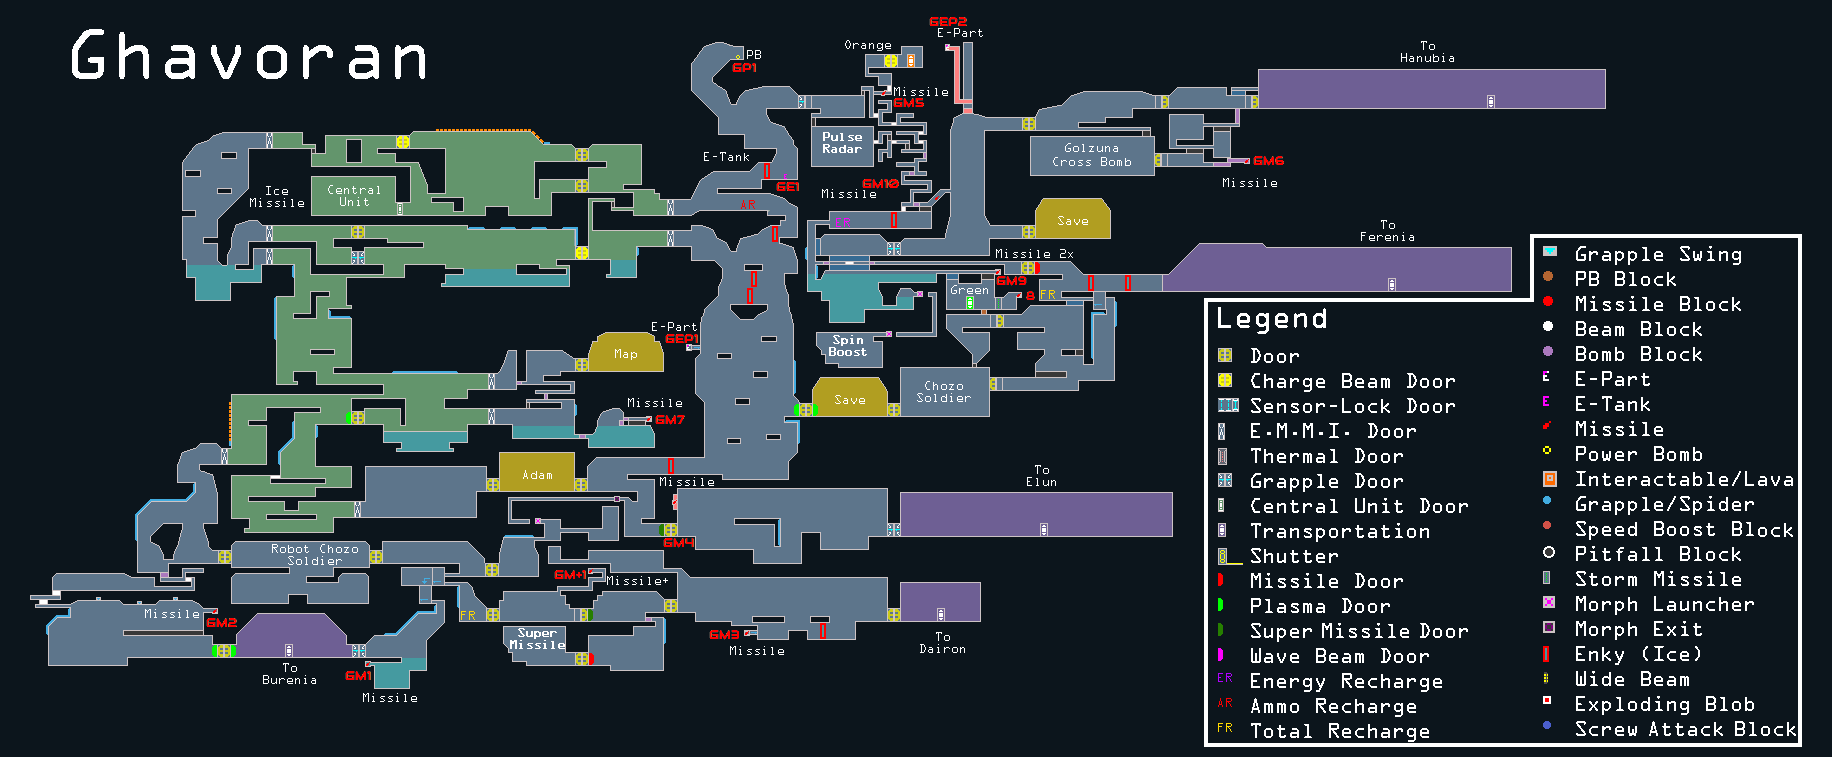 Ghavoran
GEP2
E-Part
Orange
PB
GP1
To
Hanubia
Missile
GM5
Pulse
Radar
E-Tank
GE1
Golzuna
Cross Bomb
GM6
Missile
Ice
Missile
Central
Unit
GM10
Missile
AR
ER
Save
To
Ferenia
Missile 2x
GM9
Green
8
FR
E-Part
GEP1
Map
Spin
Boost
Chozo
Soldier
Save
Missile
GM7
Adam
Missile
To
Elun
GM4
Robot Chozo
Soldier
GM+1
Missile+
Missile
GM2
FR
Super
Missile
GM3
Missile
To
Dairon
To
Burenia
GM1
Missile
Legend
Door
Charge Beam Door
Sensor-Lock Door
E.M.M.I. Door
Thermal Door
Grapple Door
Central Unit Door
Transportation
Shutter
Missile Door
Plasma Door
Super Missile Door
Wave Beam Door
ER Energy Recharge
AR Ammo Recharge
FR Total Recharge
Grapple Swing
PB Block
Missile Block
Beam Block
Bomb Block
E E-Part
E E-Tank
Missile
Power Bomb
Interactable/Lava
Grapple/Spider
Speed Boost Block
Pitfall Block
Storm Missile
Morph Launcher
Morph Exit
Enky (Ice)
Wide Beam
Exploding Blob
Screw Attack Block